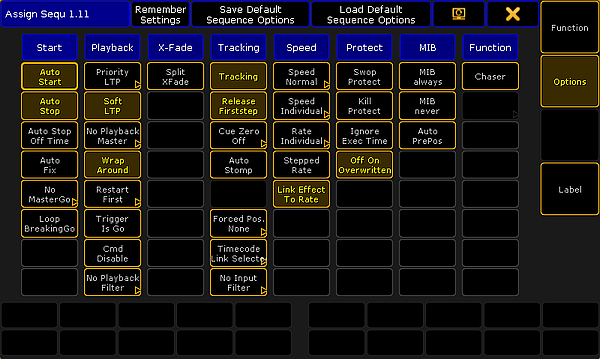 Assign Sequ 1.11
Remember
Settings
Save Default
Sequence Options
Load Default
Sequence Options
Function
Options
Label
Start
Playback
X-Fade
Tracking
Speed
Protect
MIB
Function
Auto
Start
Priority
LTP
Split
XFade
Tracking
Speed
Normal
Swop
Protect
MIB
always
Chaser
Auto
Stop
Soft
LTP
Release
Firststep
Speed
Individual
Kill
Protect
MIB
never
Auto Stop
Off Time
No Playback
Master
Cue Zero
Off
Rate
Individual
Ignore
Exec Time
Auto
PrePos
Auto
Fix
Wrap
Around
Auto
Stomp
Stepped
Rate
Off On
Overwritten
No
MasterGo
Restart
First
Link Effect
To Rate
Loop
BreakingGo
Trigger
Is Go
Forced Pos.
None
Cmd
Disable
Timecode
Link Selecte
No Playback
Filter
No Input
Filter